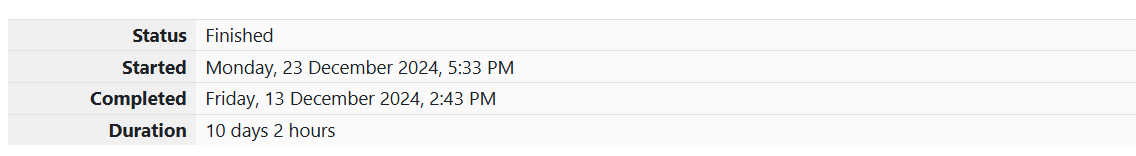 Status Finished
Started Monday, 23 December 2024, 5:33 PM
Completed Friday, 13 December 2024, 2:43 PM
Duration 10 days 2 hours